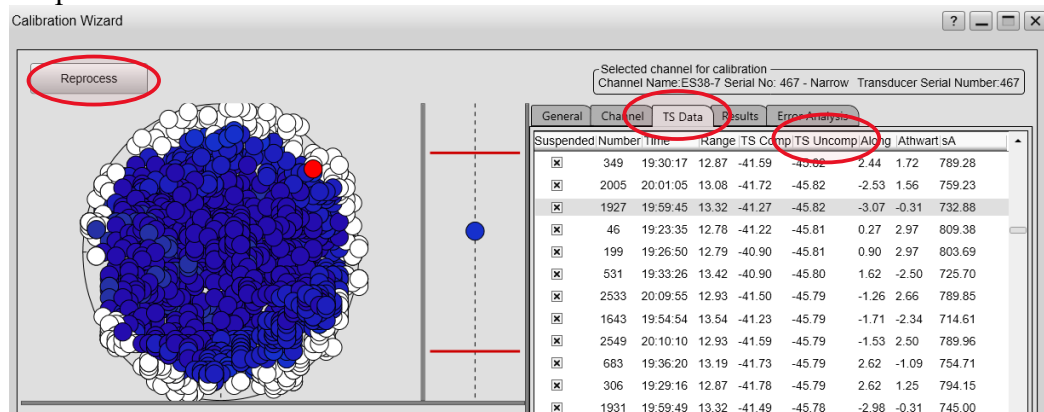 Calibration Wizard
?
Reprocess
Selected channel for calibration
Channel Name:ES38-7 Serial No: 467 - Narrow Transducer Serial Number:467
General Channel TS Data Results Error Analysis
Suspended Number Time Range TS Comp TS Uncomp Along Athwart sA
349 19:30:17 12.87 -41.59 -45.82 2.44 1.72 789.28
2005 20:01:05 13.08 -41.72 -45.82 -2.53 1.56 759.23
1927 19:59:45 13.32 -41.27 -45.82 -3.07 -0.31 732.88
46 19:23:35 12.78 -41.22 -45.81 0.27 2.97 809.38
199 19:26:50 12.79 -40.90 -45.81 0.90 2.97 803.69
531 19:33:26 13.42 -40.90 -45.80 1.62 -2.50 725.70
2533 20:09:55 12.93 -41.50 -45.79 -1.26 2.66 789.85
1643 19:54:54 13.54 -41.23 -45.79 -1.71 -2.34 714.61
2549 20:10:10 12.93 -41.59 -45.79 -1.53 2.50 789.96
683 19:36:20 13.19 -41.73 -45.79 2.62 -1.09 754.71
306 19:29:16 12.87 -41.78 -45.79 2.62 1.25 794.15
1931 19:59:49 13.32 -41.49 -45.78 -2.98 -0.31 745.00